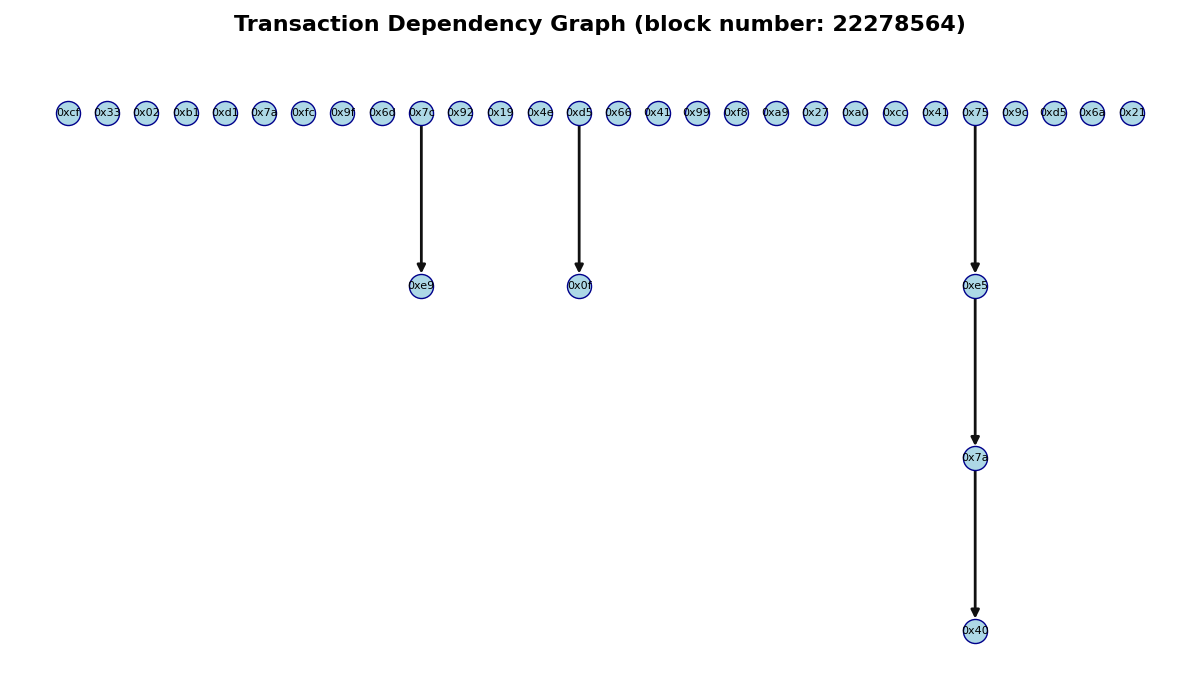 Transaction Dependency Graph (block number: 22278564)
0xcf 0x33 0x02 0xb1 0xd1 0x7a 0xfc 0x9f 0x6d 0x7c 0x92 0x19 0x4e 0xd5 0x66 0x41 0x99 0xf8 0xa9 0x27 0xa0 0xcc 0x41 0x75 0x9c 0xd5 0x6a 0x21
0xe9 0x0f 0xe5
0x7a
0x40